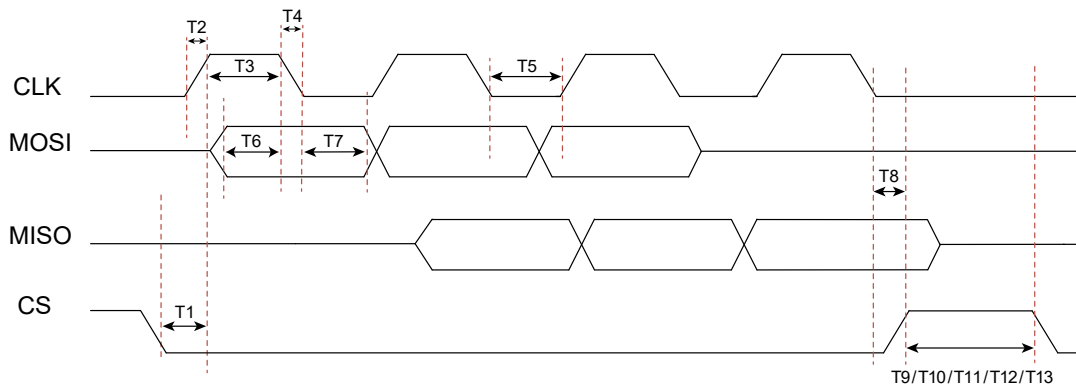 T2
T4
T3
T5
CLK
MOSI
T6
T7
T8
MISO
CS
T1
T9/T10/T11/T12/T13